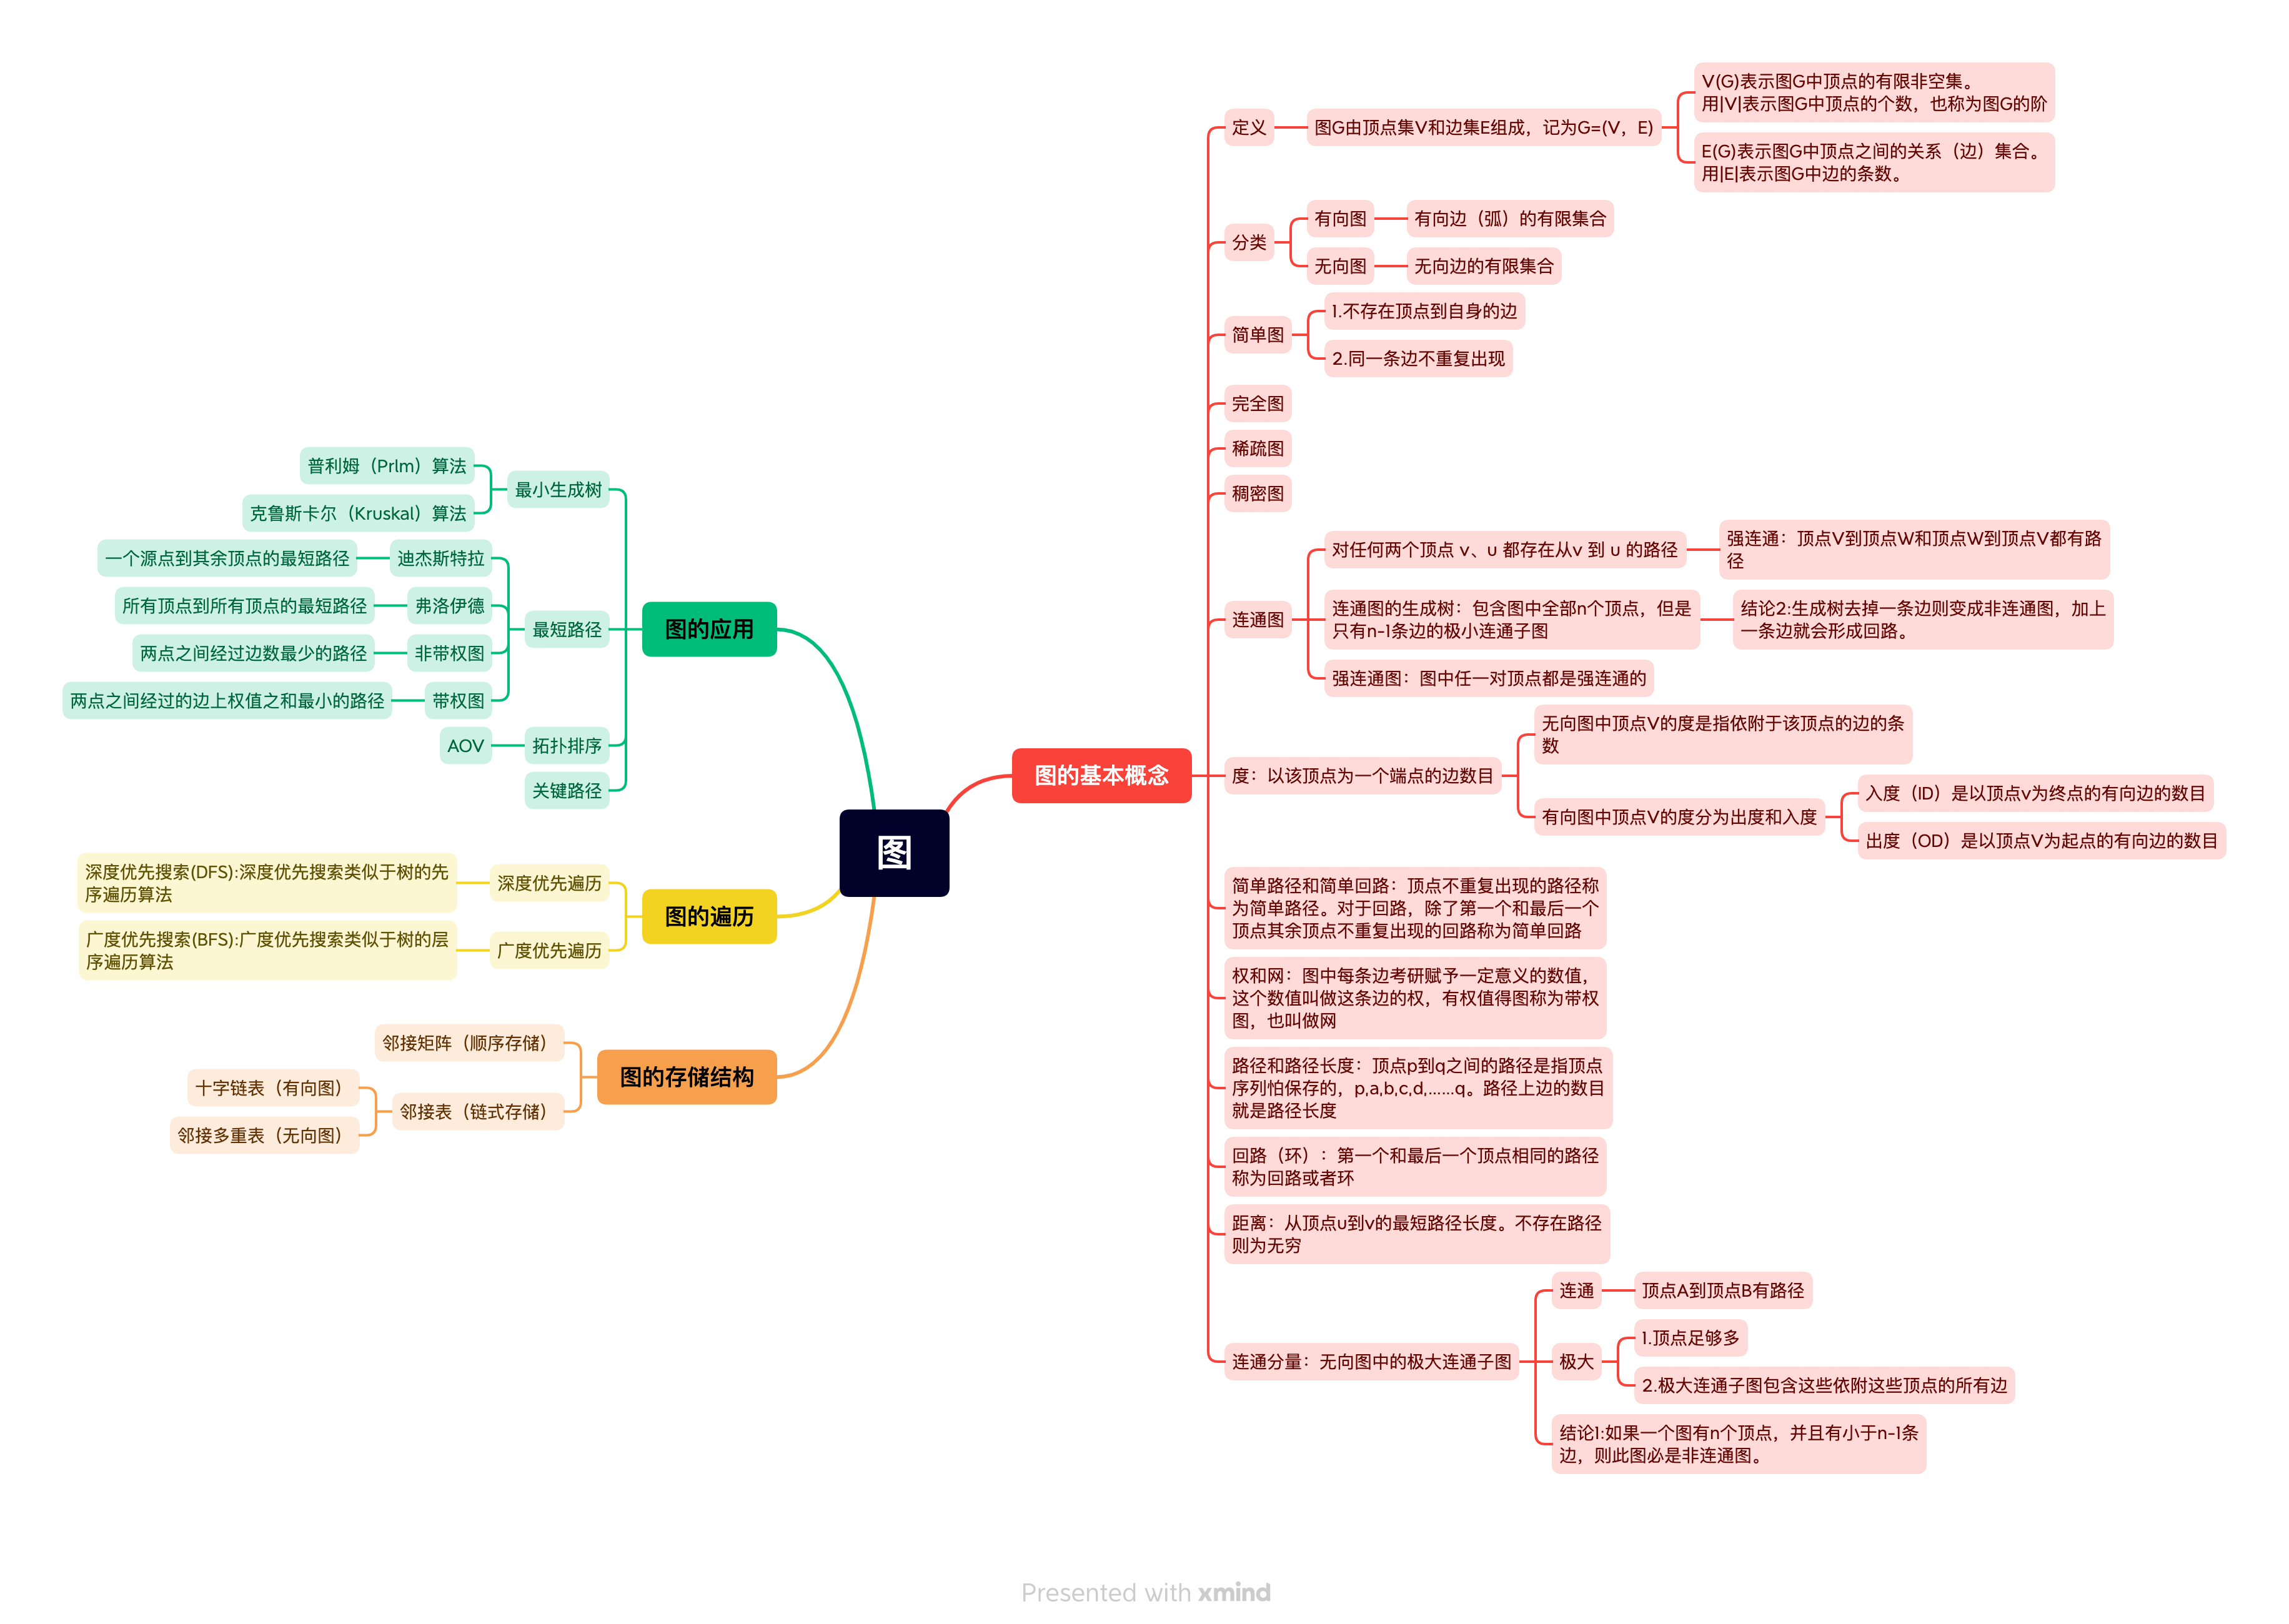 图
图的基本概念
定义
图G由顶点集V和边集E组成，记为G=(V，E)
V(G)表示图G中顶点的有限非空集。
用|V|表示图G中顶点的个数，也称为图G的阶
E(G)表示图G中顶点之间的关系（边）集合。
用|E|表示图G中边的条数。
分类
有向图
有向边（弧）的有限集合
无向图
无向边的有限集合
简单图
1.不存在顶点到自身的边
2.同一条边不重复出现
完全图
稀疏图
稠密图
连通图
对任何两个顶点 v、u 都存在从v 到 u 的路径
强连通：顶点V到顶点W和顶点W到顶点V都有路
径
连通图的生成树：包含图中全部n个顶点，但是
只有n-1条边的极小连通子图
结论2:生成树去掉一条边则变成非连通图，加上
一条边就会形成回路。
强连通图：图中任一对顶点都是强连通的
度：以该顶点为一个端点的边数目
无向图中顶点V的度是指依附于该顶点的边的条
数
有向图中顶点V的度分为出度和入度
入度（ID）是以顶点v为终点的有向边的数目
出度（OD）是以顶点V为起点的有向边的数目
简单路径和简单回路：顶点不重复出现的路径称
为简单路径。对于回路，除了第一个和最后一个
顶点其余顶点不重复出现的回路称为简单回路
权和网：图中每条边考研赋予一定意义的数值，
这个数值叫做这条边的权，有权值得图称为带权
图，也叫做网
路径和路径长度：顶点p到q之间的路径是指顶点
序列怕保存的，p,a,b,c,d,......q。路径上边的数目
就是路径长度
回路（环）：第一个和最后一个顶点相同的路径
称为回路或者环
距离：从顶点u到v的最短路径长度。不存在路径
则为无穷
连通分量：无向图中的极大连通子图
连通
顶点A到顶点B有路径
极大
1.顶点足够多
2.极大连通子图包含这些依附这些顶点的所有边
结论1:如果一个图有n个顶点，并且有小于n-1条
边，则此图必是非连通图。
图的应用
最小生成树
普利姆（Prlm）算法
克鲁斯卡尔（Kruskal）算法
最短路径
迪杰斯特拉
一个源点到其余顶点的最短路径
弗洛伊德
所有顶点到所有顶点的最短路径
非带权图
两点之间经过边数最少的路径
带权图
两点之间经过的边上权值之和最小的路径
拓扑排序
AOV
关键路径
图的遍历
深度优先遍历
深度优先搜索(DFS):深度优先搜索类似于树的先
序遍历算法
广度优先遍历
广度优先搜索(BFS):广度优先搜索类似于树的层
序遍历算法
图的存储结构
邻接矩阵（顺序存储）
邻接表（链式存储）
十字链表（有向图）
邻接多重表（无向图）
Presented with xmind